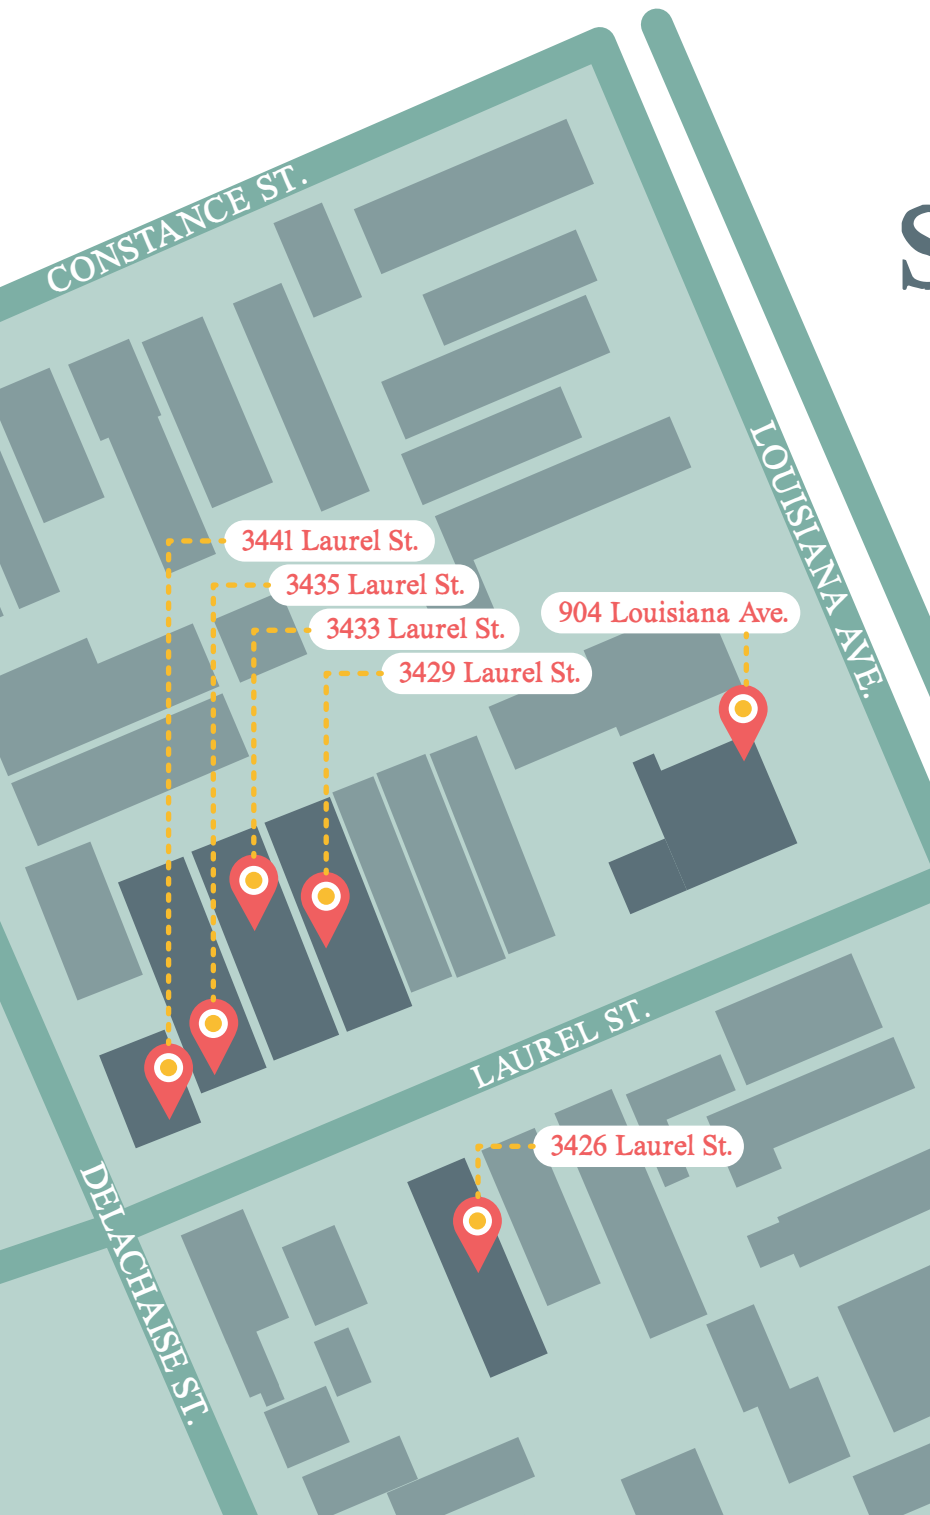 CONSTANCE ST.
S
LOUISIANA AVE.
3441 Laurel St.
3435 Laurel St.
904 Louisiana Ave.
3433 Laurel St.
3429 Laurel St.
LAUREL ST.
3426 Laurel St.
DELACHAISE ST.